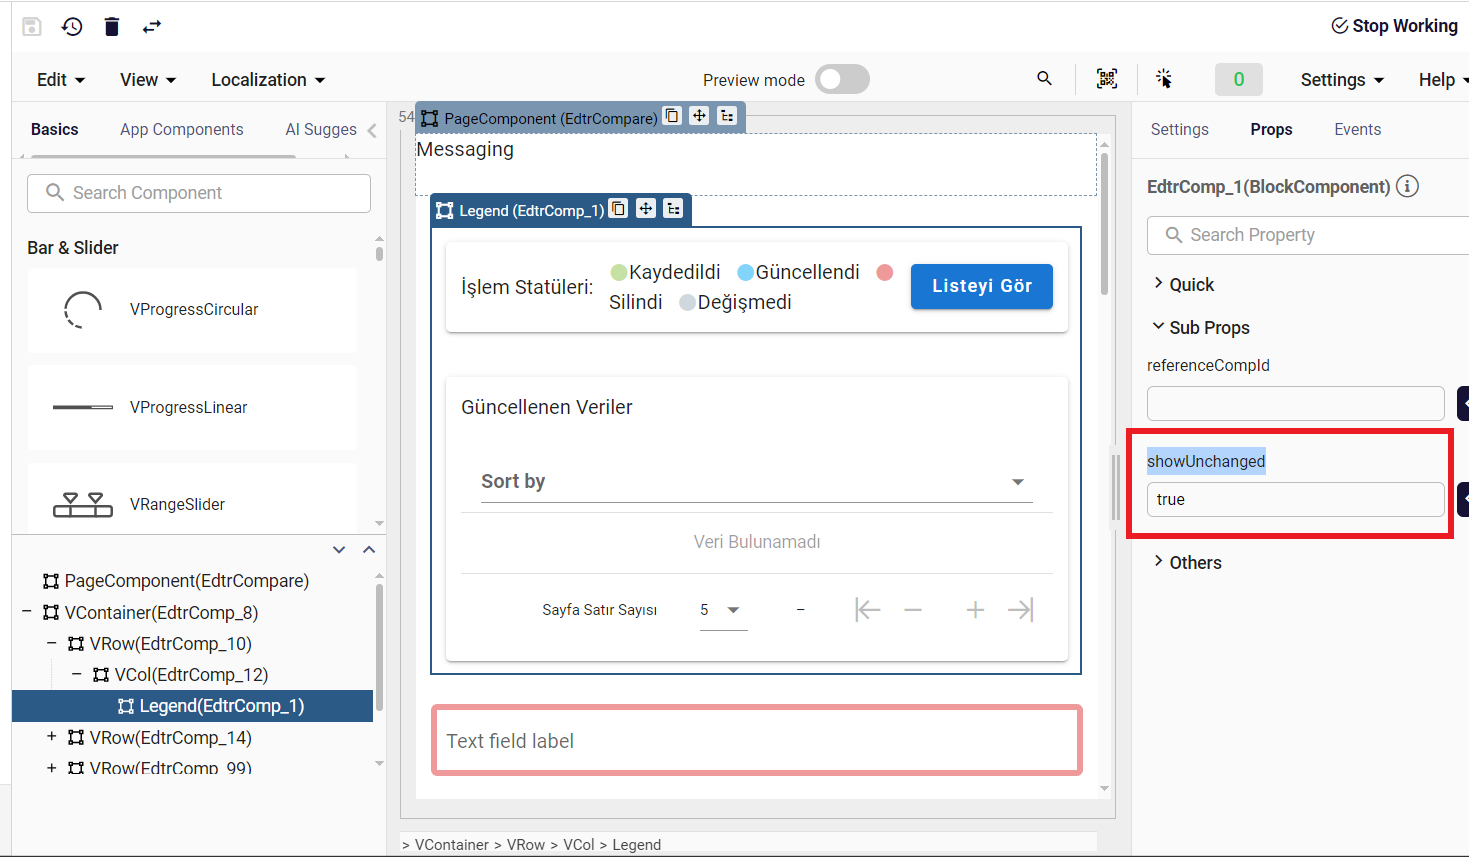 Stop Working
Edit View Localization
Preview mode
0
Settings Help
Basics App Components AI Sugges
Search Component
Bar & Slider
VProgressCircular
VProgressLinear
VRangeSlider
PageComponent(EdtrCompare)
VContainer(EdtrComp_8)
VRow(EdtrComp_10)
VCol(EdtrComp_12)
Legend(EdtrComp_1)
VRow(EdtrComp_14)
VRow(EdtrComp_99)
54
PageComponent (EdtrCompare)
Messaging
Legend (EdtrComp_1)
İşlem Statüleri:
Kaydedildi Güncellendi
Silindi Değişmedi
Listeyi Gör
Güncellenen Veriler
Sort by
Veri Bulunamadı
Sayfa Satır Sayısı 5 –
Text field label
> VContainer > VRow > VCol > Legend
Settings Props Events
EdtrComp_1(BlockComponent)
Search Property
Quick
Sub Props
referenceCompId
showUnchanged
true
Others